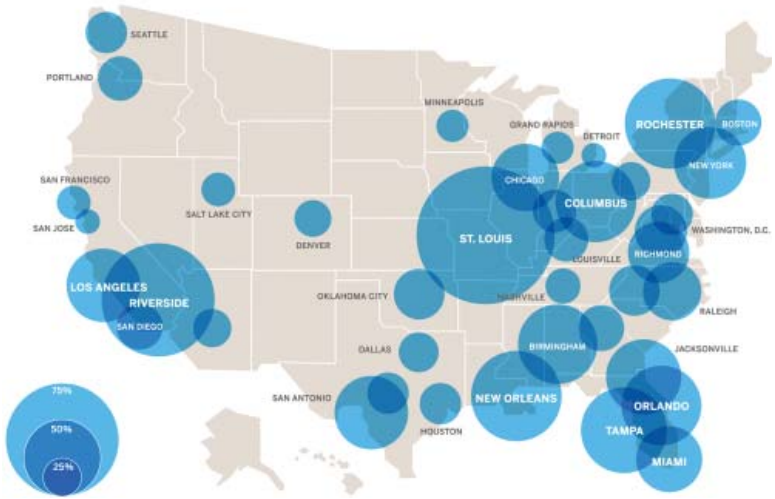 SEATTLE
PORTLAND
MINNEAPOLIS
GRAND RAPIDS
DETROIT
ROCHESTER
BOSTON
NEW YORK
SAN FRANCISCO
SALT LAKE CITY
CHICAGO
COLUMBUS
SAN JOSE
DENVER
ST. LOUIS
WASHINGTON, D.C.
LOUISVILLE
RICHMOND
LOS ANGELES
RIVERSIDE
OKLAHOMA CITY
NASHVILLE
RALEIGH
SAN DIEGO
DALLAS
BIRMINGHAM
JACKSONVILLE
SAN ANTONIO
NEW ORLEANS
HOUSTON
ORLANDO
TAMPA
MIAMI
75%
50%
25%